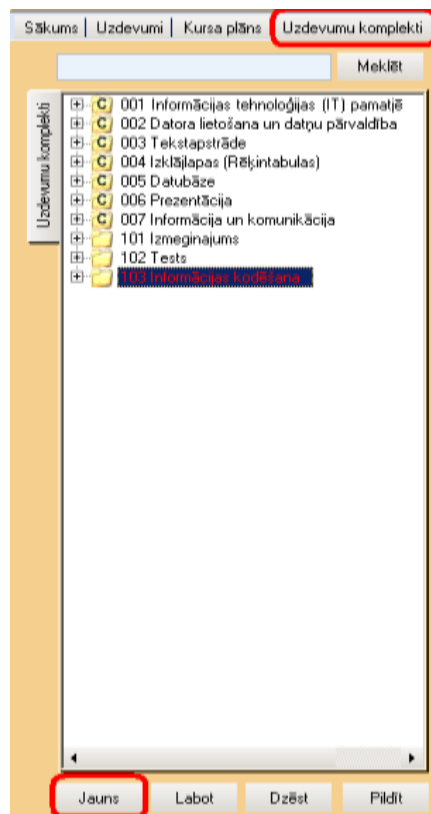 Sākums Uzdevumi Kursa plāns Uzdevumu komplekti
Meklēt
Uzdevumu komplekti
C 001 Informācijas tehnoloģijas (IT) pamatjē
C 002 Datora lietošana un datņu pārvaldība
C 003 Tekstapstrāde
C 004 Izklājlapas (Rēķintabulas)
C 005 Datubāze
C 006 Prezentācija
C 007 Informācija un komunikācija
101 Izmeginajums
102 Tests
103 Informācijas kodēšana
Jauns Labot Dzēst Pildīt